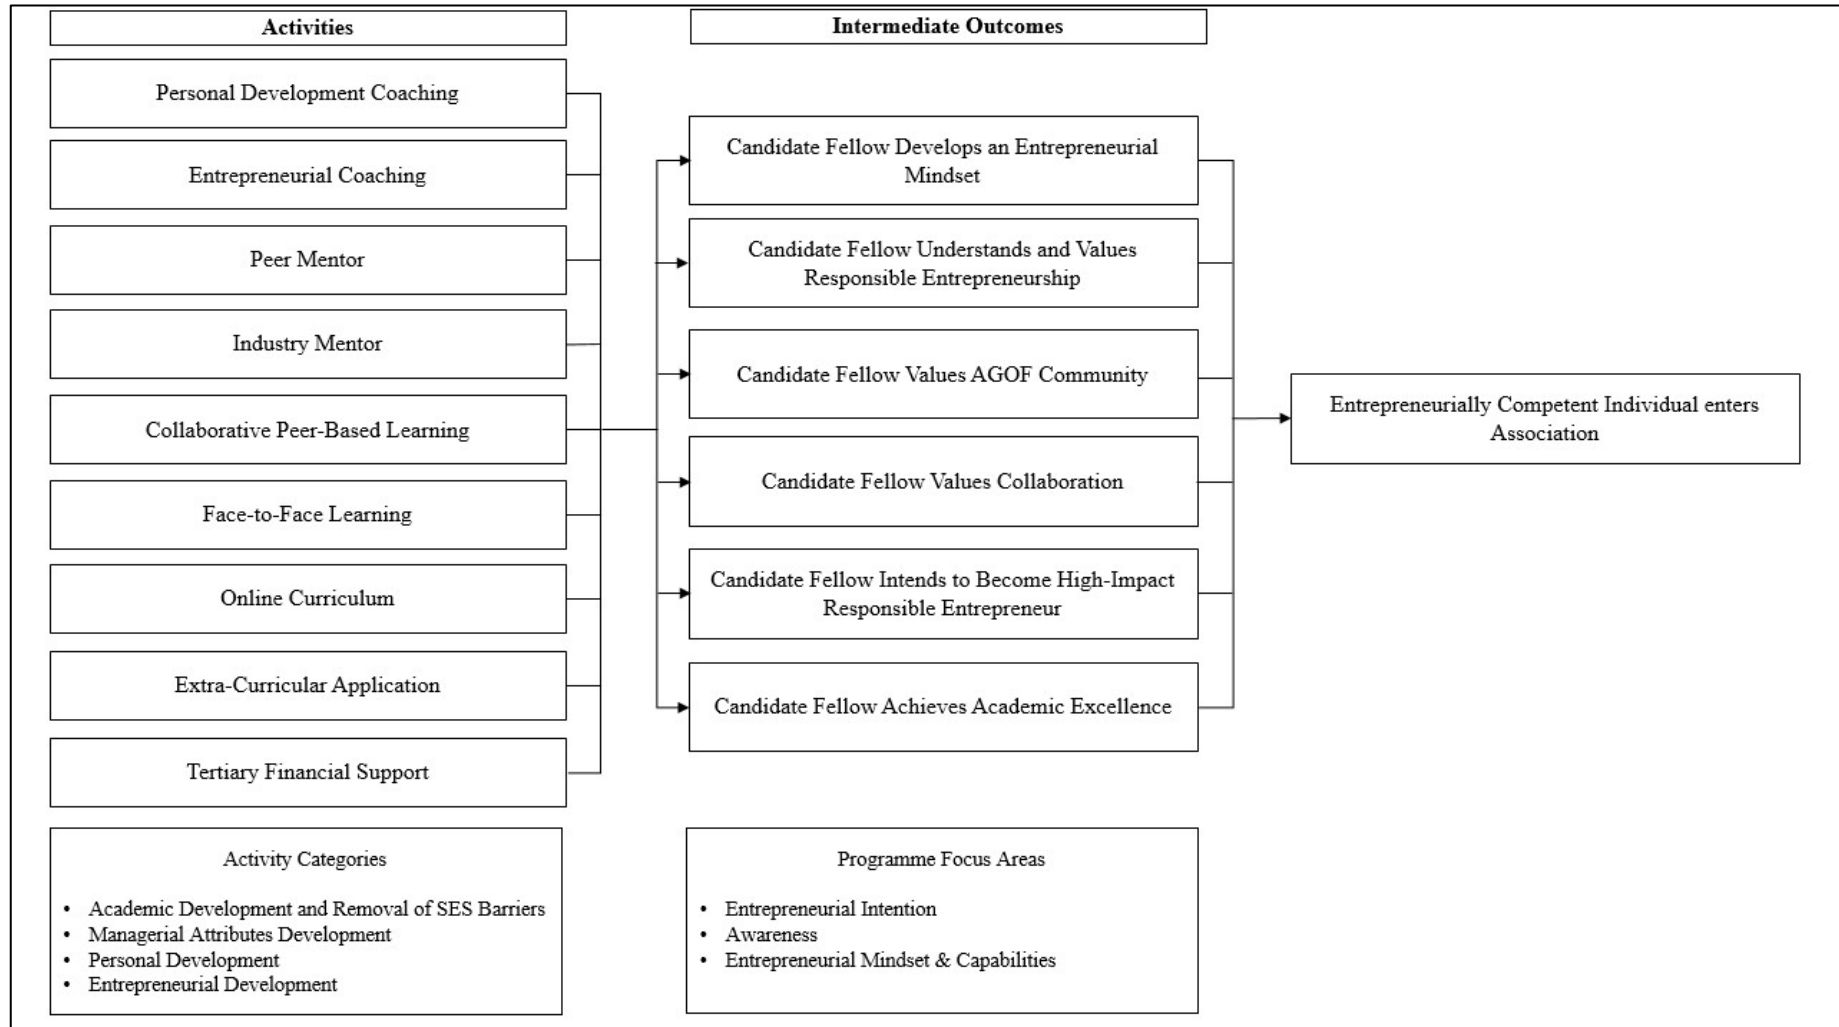 Activities
Personal Development Coaching
Entrepreneurial Coaching
Peer Mentor
Industry Mentor
Collaborative Peer-Based Learning
Face-to-Face Learning
Online Curriculum
Extra-Curricular Application
Tertiary Financial Support
Activity Categories
• Academic Development and Removal of SES Barriers
• Managerial Attributes Development
• Personal Development
• Entrepreneurial Development
Intermediate Outcomes
Candidate Fellow Develops an Entrepreneurial
Mindset
Candidate Fellow Understands and Values
Responsible Entrepreneurship
Candidate Fellow Values AGOF Community
Candidate Fellow Values Collaboration
Candidate Fellow Intends to Become High-Impact
Responsible Entrepreneur
Candidate Fellow Achieves Academic Excellence
Programme Focus Areas
• Entrepreneurial Intention
• Awareness
• Entrepreneurial Mindset & Capabilities
Entrepreneurially Competent Individual enters
Association